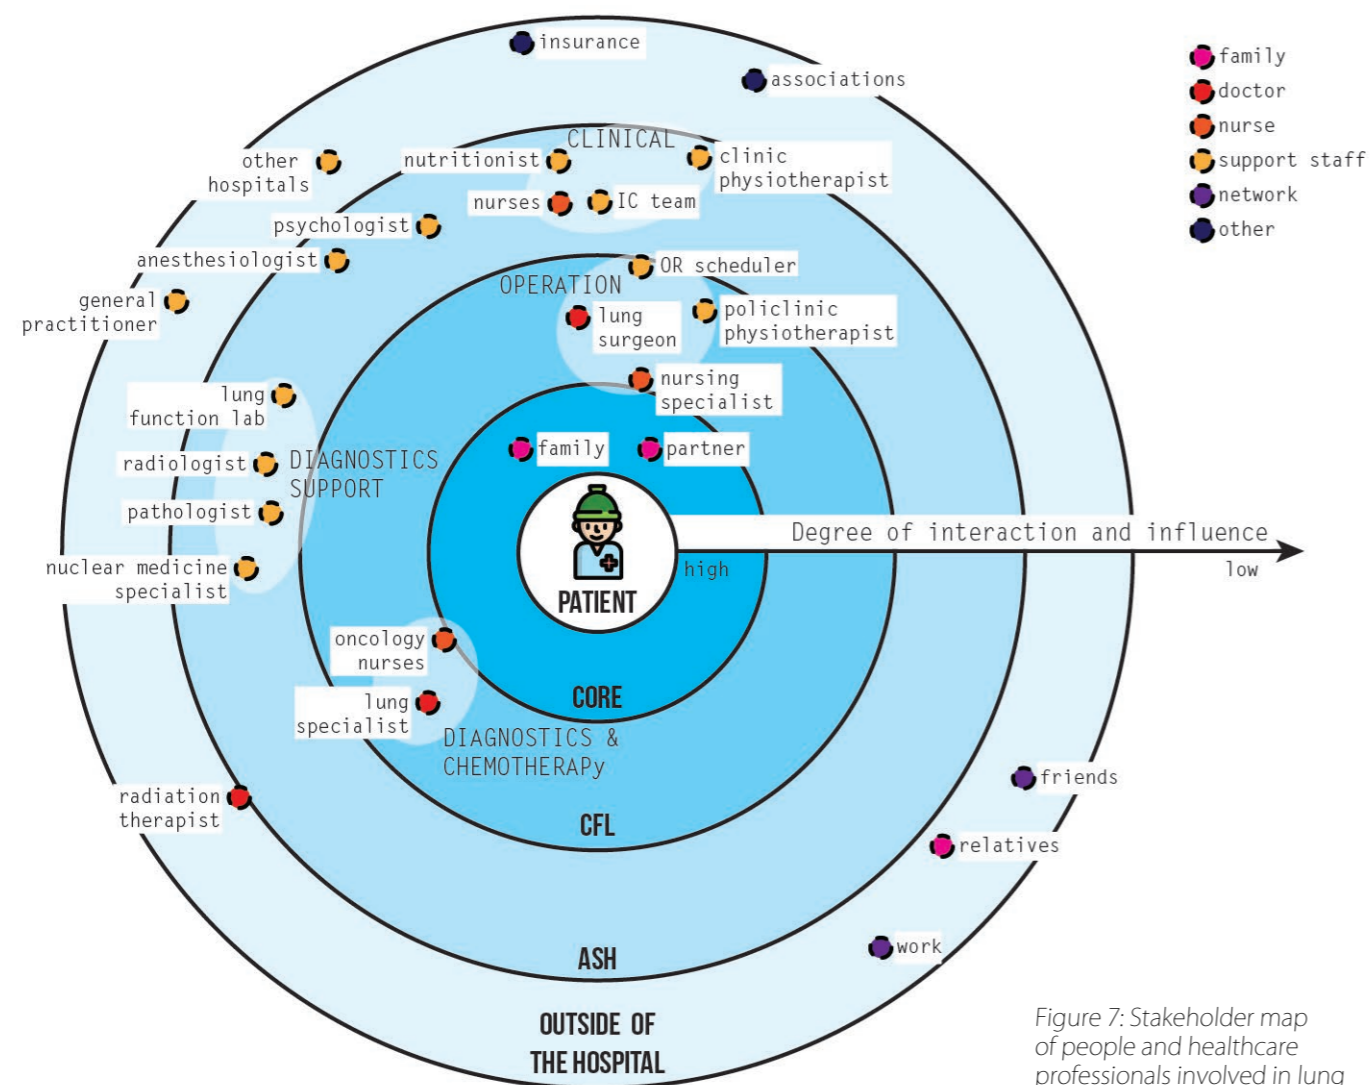 insurance
associations
family
doctor
nurse
support staff
network
other
CLINICAL
other
hospitals
nutritionist
clinic
physiotherapist
nurses
IC team
psychologist
anesthesiologist
OR scheduler
OPERATION
general
practitioner
lung
surgeon
policlinic
physiotherapist
nursing
specialist
lung
function lab
family
partner
radiologist
DIAGNOSTICS
SUPPORT
pathologist
Degree of interaction and influence
high
low
nuclear medicine
specialist
PATIENT
oncology
nurses
lung
specialist
CORE
DIAGNOSTICS &
CHEMOTHERAPy
friends
radiation
therapist
CFL
relatives
work
ASH
OUTSIDE OF
THE HOSPITAL
Figure 7: Stakeholder map
of people and healthcare
professionals involved in lung